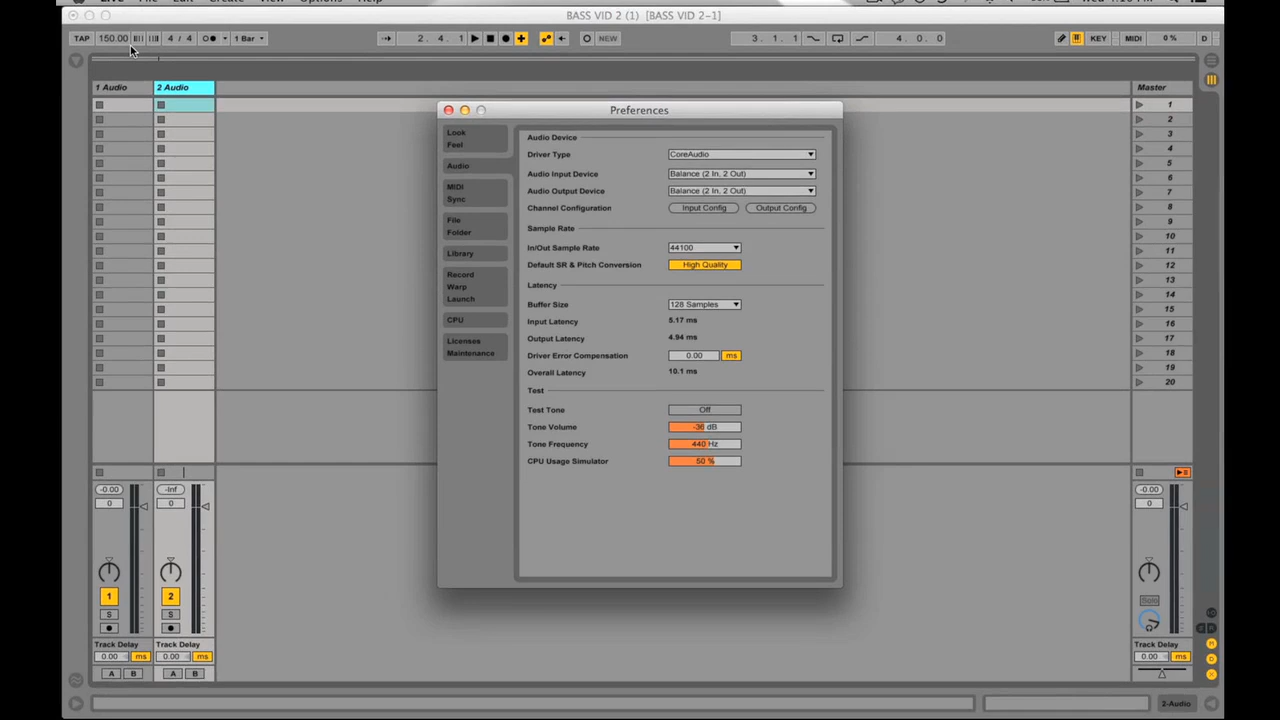 Live File Edit Create View Options Help
BASS VID 2 (1) [BASS VID 2-1]
TAP 150.00 4 / 4 1 Bar 2. 4. 1 NEW 3. 1. 1 4. 0. 0 KEY MIDI 0 % D
1 Audio 2 Audio Master
Preferences
Look
Feel
Audio
MIDI
Sync
File
Folder
Library
Record
Warp
Launch
CPU
Licenses
Maintenance
Audio Device
Driver Type CoreAudio
Audio Input Device Balance (2 In, 2 Out)
Audio Output Device Balance (2 In, 2 Out)
Channel Configuration Input Config Output Config
Sample Rate
In/Out Sample Rate 44100
Default SR & Pitch Conversion High Quality
Latency
Buffer Size 128 Samples
Input Latency 5.17 ms
Output Latency 4.94 ms
Driver Error Compensation 0.00 ms
Overall Latency 10.1 ms
Test
Test Tone Off
Tone Volume -36 dB
Tone Frequency 440 Hz
CPU Usage Simulator 50 %
1
2
3
4
5
6
7
8
9
10
11
12
13
14
15
16
17
18
19
20
-0.00 -Inf -0.00
0 0 0
1 2 Solo
S S
Track Delay Track Delay Track Delay
0.00 ms 0.00 ms 0.00 ms
A B A B
2-Audio